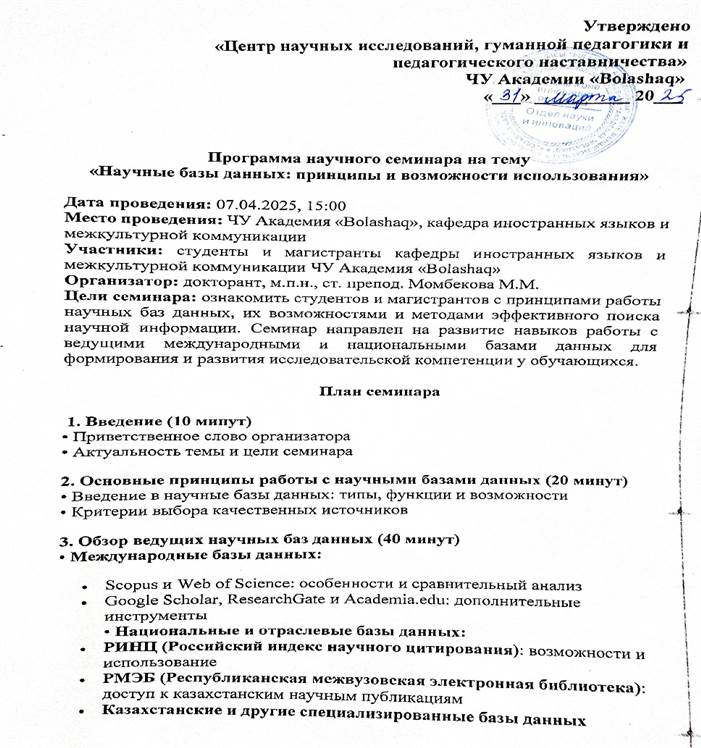 Утверждено
«Центр научных исследований, гуманной педагогики и
педагогического наставничества»
ЧУ Академии «Bolashaq»
«31» марта 2025
Отдел науки
и инноваций
Программа научного семинара на тему
«Научные базы данных: принципы и возможности использования»
Дата проведения: 07.04.2025, 15:00
Место проведения: ЧУ Академия «Bolashaq», кафедра иностранных языков и
межкультурной коммуникации
Участники: студенты и магистранты кафедры иностранных языков и
межкультурной коммуникации ЧУ Академия «Bolashaq»
Организатор: докторант, м.п.н., ст. препод. Момбекова М.М.
Цели семинара: ознакомить студентов и магистрантов с принципами работы
научных баз данных, их возможностями и методами эффективного поиска
научной информации. Семинар направлен на развитие навыков работы с
ведущими международными и национальными базами данных для
формирования и развития исследовательской компетенции у обучающихся.
План семинара
1. Введение (10 минут)
• Приветственное слово организатора
• Актуальность темы и цели семинара
2. Основные принципы работы с научными базами данных (20 минут)
• Введение в научные базы данных: типы, функции и возможности
• Критерии выбора качественных источников
3. Обзор ведущих научных баз данных (40 минут)
• Международные базы данных:
• Scopus и Web of Science: особенности и сравнительный анализ
• Google Scholar, ResearchGate и Academia.edu: дополнительные
инструменты
• Национальные и отраслевые базы данных:
• РИНЦ (Российский индекс научного цитирования): возможности и
использование
• РМЭБ (Республиканская межвузовская электронная библиотека):
доступ к казахстанским научным публикациям
• Казахстанские и другие специализированные базы данных